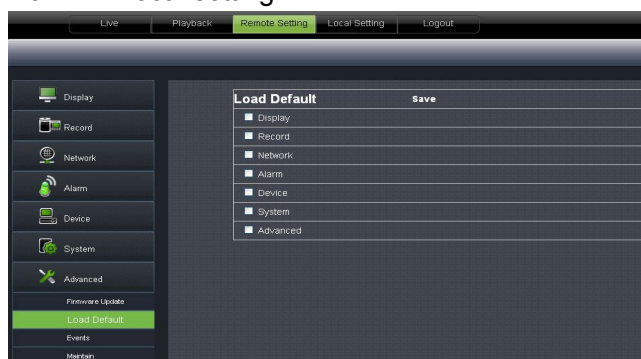 Live Playback Remote Setting Local Setting Logout
Display
Record
Network
Alarm
Device
System
Advanced
Firmware Update
Load Default
Events
Maintain
Load Default Save
Display
Record
Network
Alarm
Device
System
Advanced